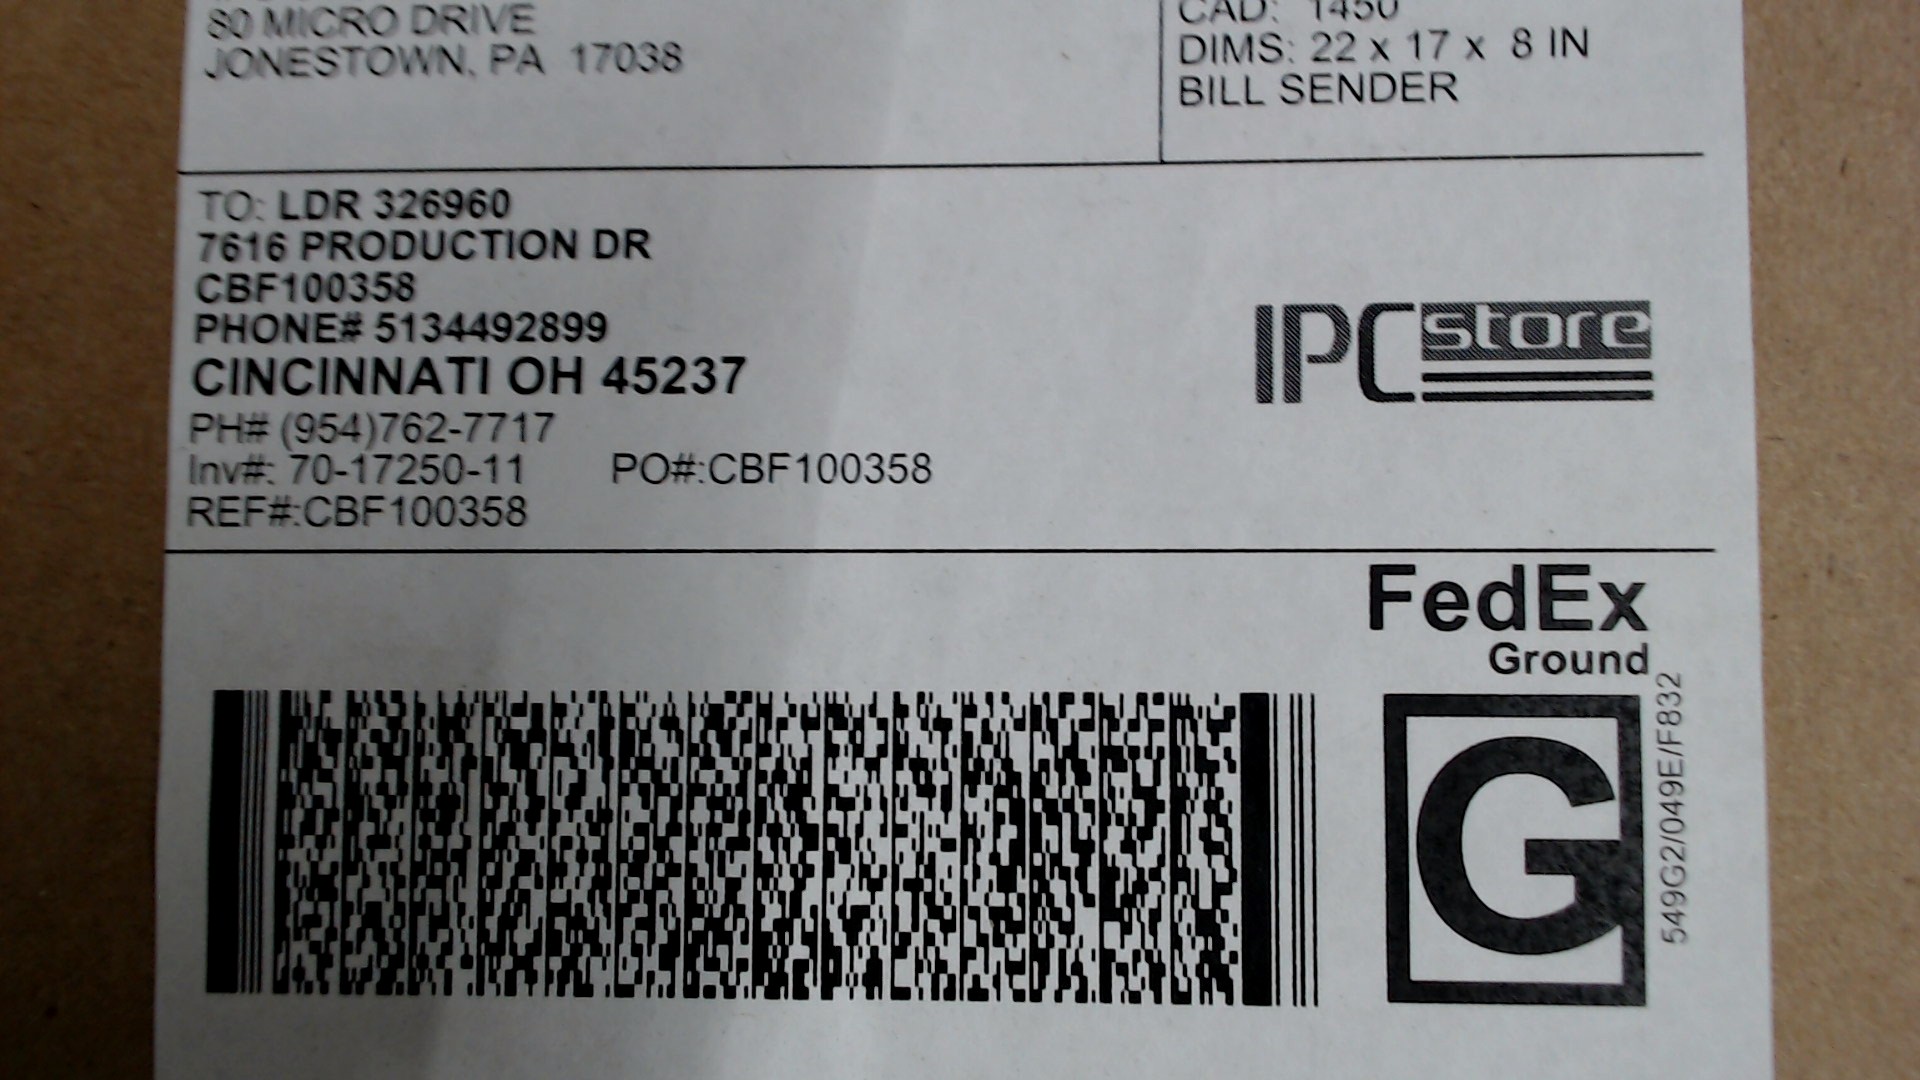 80 MICRO DRIVE
JONESTOWN, PA 17038
CAD: 1450
DIMS: 22 x 17 x 8 IN
BILL SENDER
TO: LDR 326960
7616 PRODUCTION DR
CBF100358
PHONE# 5134492899
CINCINNATI OH 45237
PH# (954)762-7717
Inv#: 70-17250-11 PO#:CBF100358
REF#:CBF100358
IPC store
FedEx
Ground
G
549G2/049E/F832